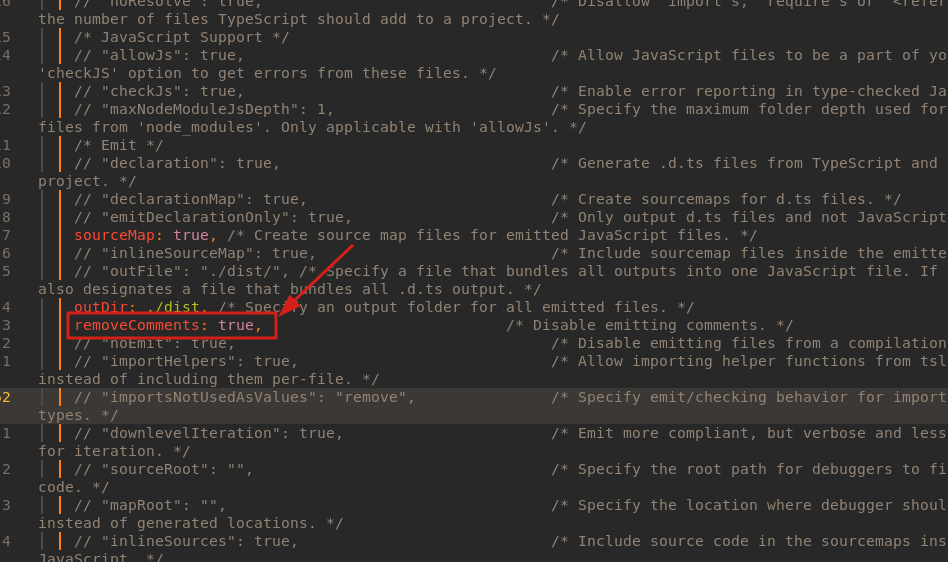 // "noResolve": true, /* Disallow 'import's, 'require's or '<refer
the number of files TypeScript should add to a project. */
5 /* JavaScript Support */
4 // "allowJs": true, /* Allow JavaScript files to be a part of yo
'checkJS' option to get errors from these files. */
3 // "checkJs": true, /* Enable error reporting in type-checked Ja
2 // "maxNodeModuleJsDepth": 1, /* Specify the maximum folder depth used for
files from 'node_modules'. Only applicable with 'allowJs'. */
1 /* Emit */
0 // "declaration": true, /* Generate .d.ts files from TypeScript and
project. */
9 // "declarationMap": true, /* Create sourcemaps for d.ts files. */
8 // "emitDeclarationOnly": true, /* Only output d.ts files and not JavaScript
7 sourceMap: true, /* Create source map files for emitted JavaScript files. */
6 // "inlineSourceMap": true, /* Include sourcemap files inside the emitte
5 // "outFile": "./dist/", /* Specify a file that bundles all outputs into one JavaScript file. If
also designates a file that bundles all .d.ts output. */
4 outDir: ./dist, /* Specify an output folder for all emitted files. */
3 removeComments: true, /* Disable emitting comments. */
2 // "noEmit": true, /* Disable emitting files from a compilation
1 // "importHelpers": true, /* Allow importing helper functions from tsl
instead of including them per-file. */
2 // "importsNotUsedAsValues": "remove", /* Specify emit/checking behavior for import
types. */
1 // "downlevelIteration": true, /* Emit more compliant, but verbose and less
for iteration. */
2 // "sourceRoot": "", /* Specify the root path for debuggers to fi
code. */
3 // "mapRoot": "", /* Specify the location where debugger shoul
instead of generated locations. */
4 // "inlineSources": true, /* Include source code in the sourcemaps ins
JavaScript. */